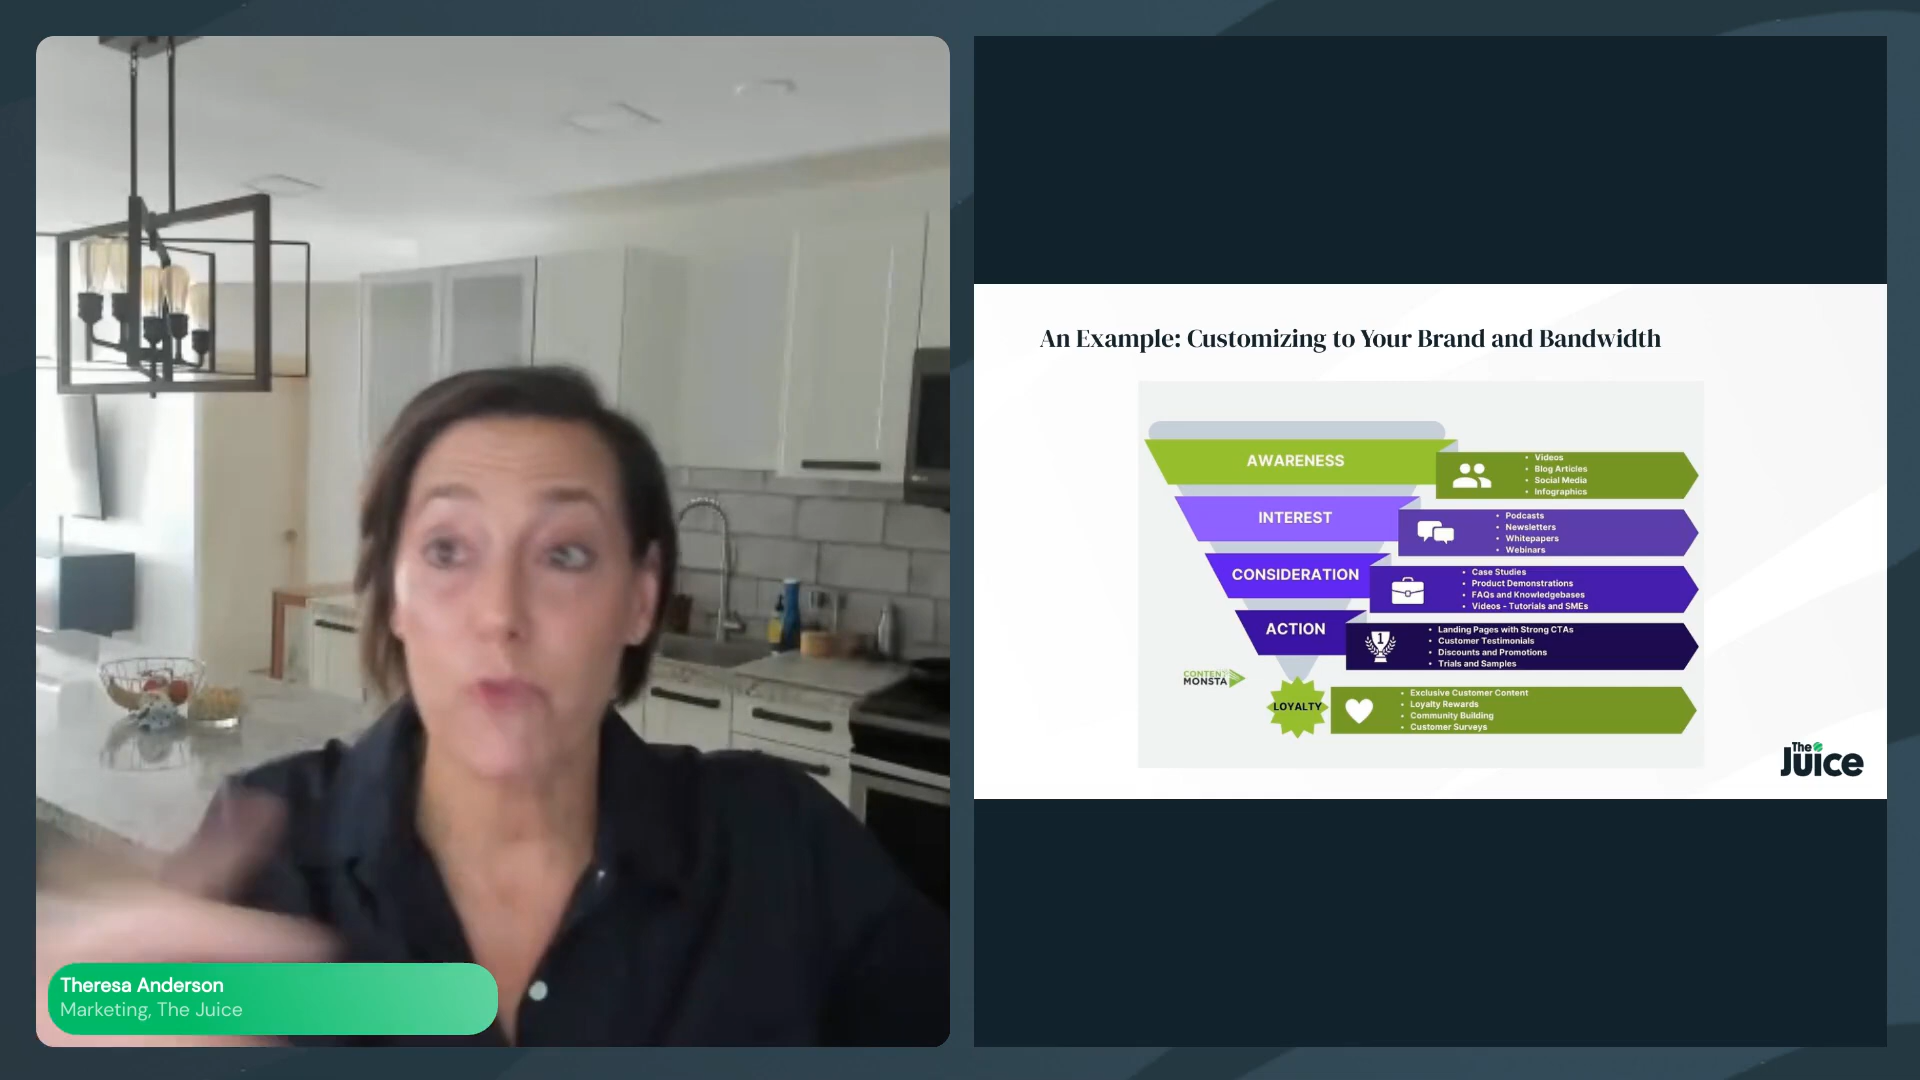 Theresa Anderson
Marketing, The Juice
An Example: Customizing to Your Brand and Bandwidth
AWARENESS
• Videos
• Blog Articles
• Social Media
• Infographics
INTEREST
• Podcasts
• Newsletters
• Whitepapers
• Webinars
CONSIDERATION
• Case Studies
• Product Demonstrations
• FAQs and Knowledgebases
• Videos - Tutorials and SMEs
ACTION
1
• Landing Pages with Strong CTAs
• Customer Testimonials
• Discounts and Promotions
• Trials and Samples
CONTENT
MONSTA
LOYALTY
• Exclusive Customer Content
• Loyalty Rewards
• Community Building
• Customer Surveys
The
Juice